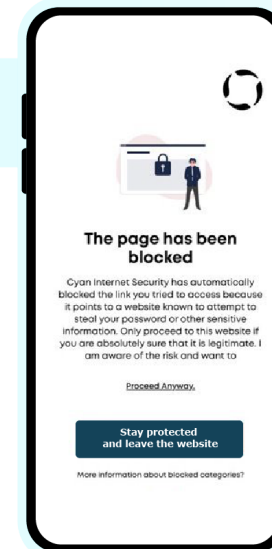 The page has been
blocked
Cyan Internet Security has automatically
blocked the link you tried to access because
it points to a website known to attempt to
steal your password or other sensitive
information. Only proceed to this website if
you are absolutely sure that it is legitimate. I
am aware of the risk and want to
Proceed Anyway.
Stay protected
and leave the website
More information about blocked categories?